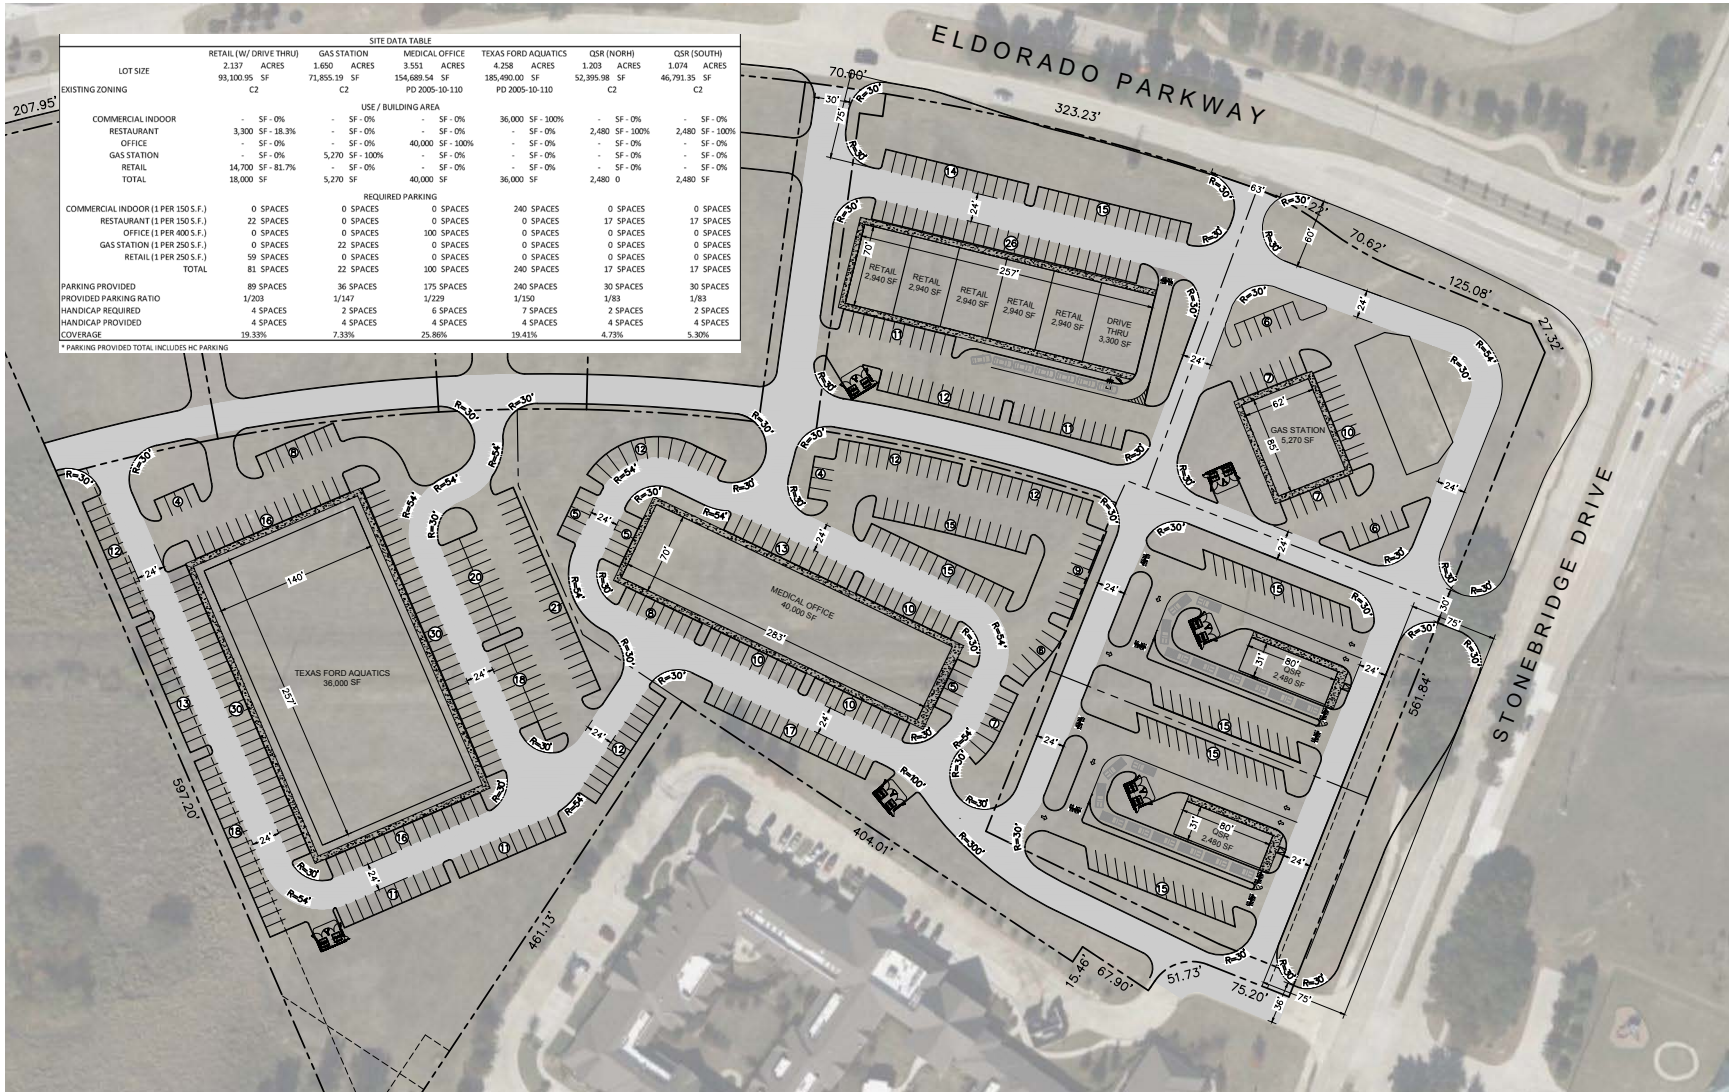 SITE DATA TABLE
RETAIL (W/ DRIVE THRU) GAS STATION MEDICAL OFFICE TEXAS FORD AQUATICS QSR (NORH) QSR (SOUTH)
LOT SIZE 2.137 ACRES 1.650 ACRES 3.551 ACRES 4.258 ACRES 1.203 ACRES 1.074 ACRES
93,100.95 SF 71,855.19 SF 154,689.54 SF 185,490.00 SF 52,395.98 SF 46,791.35 SF
EXISTING ZONING C2 C2 PD 2005-10-110 PD 2005-10-110 C2 C2
USE / BUILDING AREA
COMMERCIAL INDOOR - SF - 0% - SF - 0% - SF - 0% 36,000 SF - 100% - SF - 0% - SF - 0%
RESTAURANT 3,300 SF - 18.3% - SF - 0% - SF - 0% - SF - 0% 2,480 SF - 100% 2,480 SF - 100%
OFFICE - SF - 0% - SF - 0% 40,000 SF - 100% - SF - 0% - SF - 0% - SF - 0%
GAS STATION - SF - 0% 5,270 SF - 100% - SF - 0% - SF - 0% - SF - 0% - SF - 0%
RETAIL 14,700 SF - 81.7% - SF - 0% - SF - 0% - SF - 0% - SF - 0% - SF - 0%
TOTAL 18,000 SF 5,270 SF 40,000 SF 36,000 SF 2,480 0 2,480 SF
REQUIRED PARKING
COMMERCIAL INDOOR (1 PER 150 S.F.) 0 SPACES 0 SPACES 0 SPACES 240 SPACES 0 SPACES 0 SPACES
RESTAURANT (1 PER 150 S.F.) 22 SPACES 0 SPACES 0 SPACES 0 SPACES 17 SPACES 17 SPACES
OFFICE (1 PER 400 S.F.) 0 SPACES 0 SPACES 100 SPACES 0 SPACES 0 SPACES 0 SPACES
GAS STATION (1 PER 250 S.F.) 0 SPACES 22 SPACES 0 SPACES 0 SPACES 0 SPACES 0 SPACES
RETAIL (1 PER 250 S.F.) 59 SPACES 0 SPACES 0 SPACES 0 SPACES 0 SPACES 0 SPACES
TOTAL 81 SPACES 22 SPACES 100 SPACES 240 SPACES 17 SPACES 17 SPACES
PARKING PROVIDED 89 SPACES 36 SPACES 175 SPACES 240 SPACES 30 SPACES 30 SPACES
PROVIDED PARKING RATIO 1/203 1/147 1/229 1/150 1/83 1/83
HANDICAP REQUIRED 4 SPACES 2 SPACES 6 SPACES 7 SPACES 2 SPACES 2 SPACES
HANDICAP PROVIDED 4 SPACES 4 SPACES 4 SPACES 4 SPACES 4 SPACES 4 SPACES
COVERAGE 19.33% 7.33% 25.86% 19.41% 4.73% 5.30%
* PARKING PROVIDED TOTAL INCLUDES HC PARKING
ELDORADO PARKWAY
STONEBRIDGE DRIVE
207.95'
70.00'
323.23'
63'
70.62'
125.08'
27.32'
30'
75'
60'
24'
RETAIL
2,940 SF
RETAIL
2,940 SF
RETAIL
2,940 SF
RETAIL
2,940 SF
RETAIL
2,940 SF
DRIVE
THRU
3,300 SF
70'
257'
GAS STATION
5,270 SF
62'
85'
MEDICAL OFFICE
40,000 SF
70'
283'
TEXAS FORD AQUATICS
36,000 SF
140'
257'
QSR
2,480 SF
31'
80'
QSR
2,480 SF
31'
80'
561.84'
597.20'
461.13'
404.01'
15.46'
67.90'
51.73'
75.20'
36'
75'
R=30'
R=54'
R=100'
R=300'